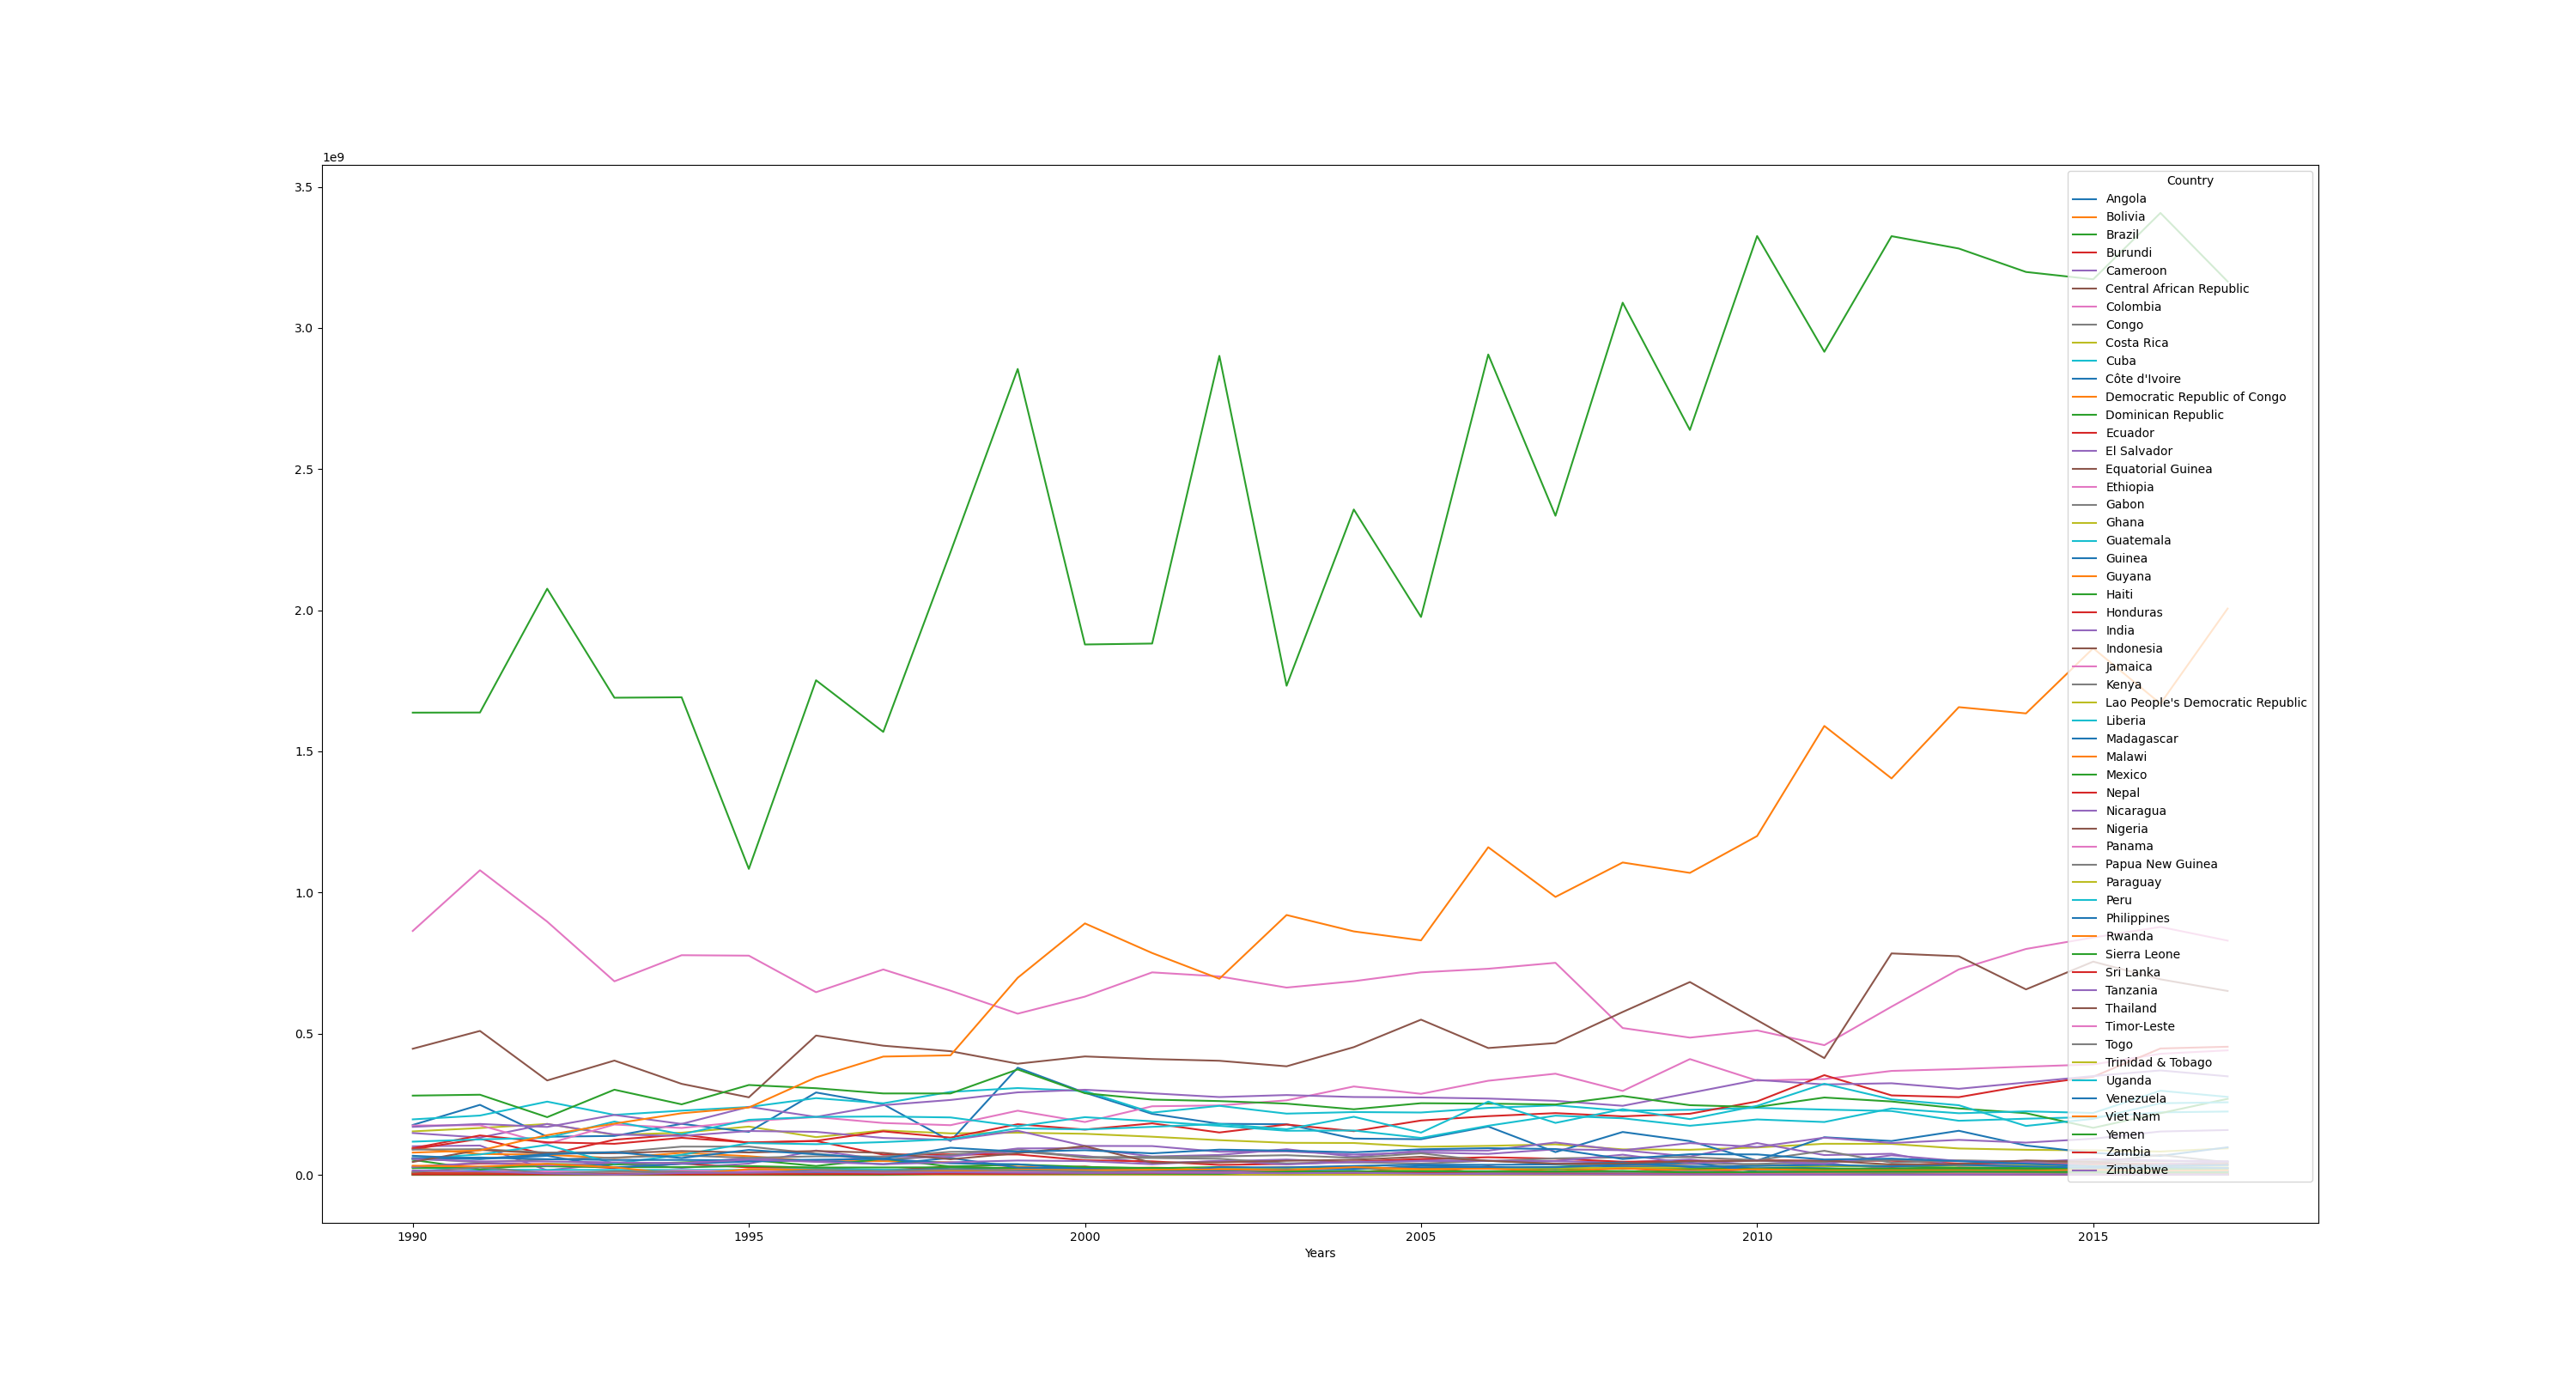 1e9
3.5
3.0
2.5
2.0
1.5
1.0
0.5
0.0
1990 1995 2000 2005 2010 2015
Years
Country
Angola
Bolivia
Brazil
Burundi
Cameroon
Central African Republic
Colombia
Congo
Costa Rica
Cuba
Côte d'Ivoire
Democratic Republic of Congo
Dominican Republic
Ecuador
El Salvador
Equatorial Guinea
Ethiopia
Gabon
Ghana
Guatemala
Guinea
Guyana
Haiti
Honduras
India
Indonesia
Jamaica
Kenya
Lao People's Democratic Republic
Liberia
Madagascar
Malawi
Mexico
Nepal
Nicaragua
Nigeria
Panama
Papua New Guinea
Paraguay
Peru
Philippines
Rwanda
Sierra Leone
Sri Lanka
Tanzania
Thailand
Timor-Leste
Togo
Trinidad & Tobago
Uganda
Venezuela
Viet Nam
Yemen
Zambia
Zimbabwe